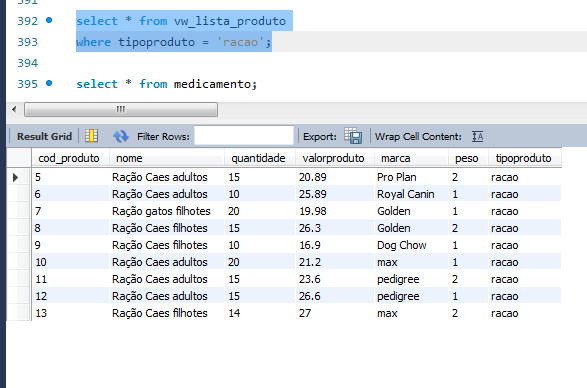 391
392 select * from vw_lista_produto
393 where tipoproduto = 'racao';
395 select * from medicamento;
Result Grid Filter Rows: Export: Wrap Cell Content: IA
cod_produto nome quantidade valorproduto marca peso tipoproduto
5 Ração Caes adultos 15 20.89 Pro Plan 2 racao
6 Ração Caes adultos 10 25.89 Royal Canin 1 racao
7 Ração gatos filhotes 20 19.98 Golden 1 racao
8 Ração Caes filhotes 15 26.3 Golden 2 racao
9 Ração Caes filhotes 10 16.9 Dog Chow 1 racao
10 Ração Caes adultos 20 21.2 max 1 racao
11 Ração Caes adultos 15 23.6 pedigree 2 racao
12 Ração Caes adultos 15 26.6 pedigree 1 racao
13 Ração Caes filhotes 14 27 max 2 racao